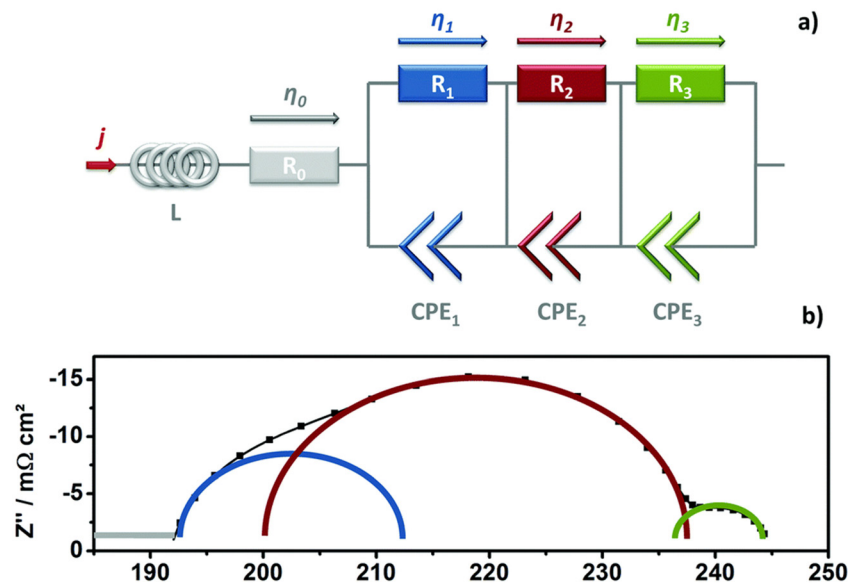 a)
η1 η2 η3
R1 R2 R3
η0
j
R0
L
CPE1 CPE2 CPE3
b)
Z'' / mΩ cm²
-15
-10
-5
0
190 200 210 220 230 240 250